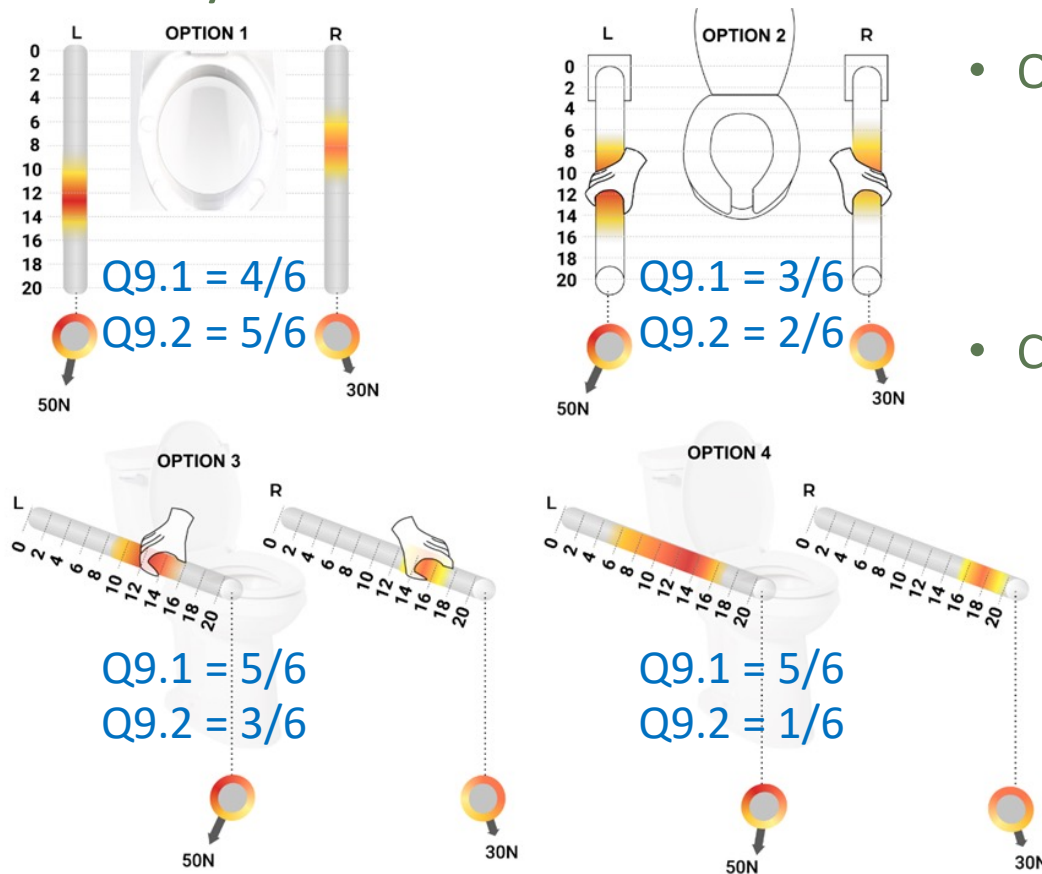 OPTION 1
L
R
0
2
4
6
8
10
12
14
16
18
20
Q9.1 = 4/6
Q9.2 = 5/6
50N
30N
OPTION 2
L
R
0
2
4
6
8
10
12
14
16
18
20
Q9.1 = 3/6
Q9.2 = 2/6
50N
30N
OPTION 3
L
0 2 4 6 8 10 12 14 16 18 20
R
0 2 4 6 8 10 12 14 16 18 20
Q9.1 = 5/6
Q9.2 = 3/6
50N
30N
OPTION 4
L
0 2 4 6 8 10 12 14 16 18 20
R
0 2 4 6 8 10 12 14 16 18 20
Q9.1 = 5/6
Q9.2 = 1/6
50N
30N